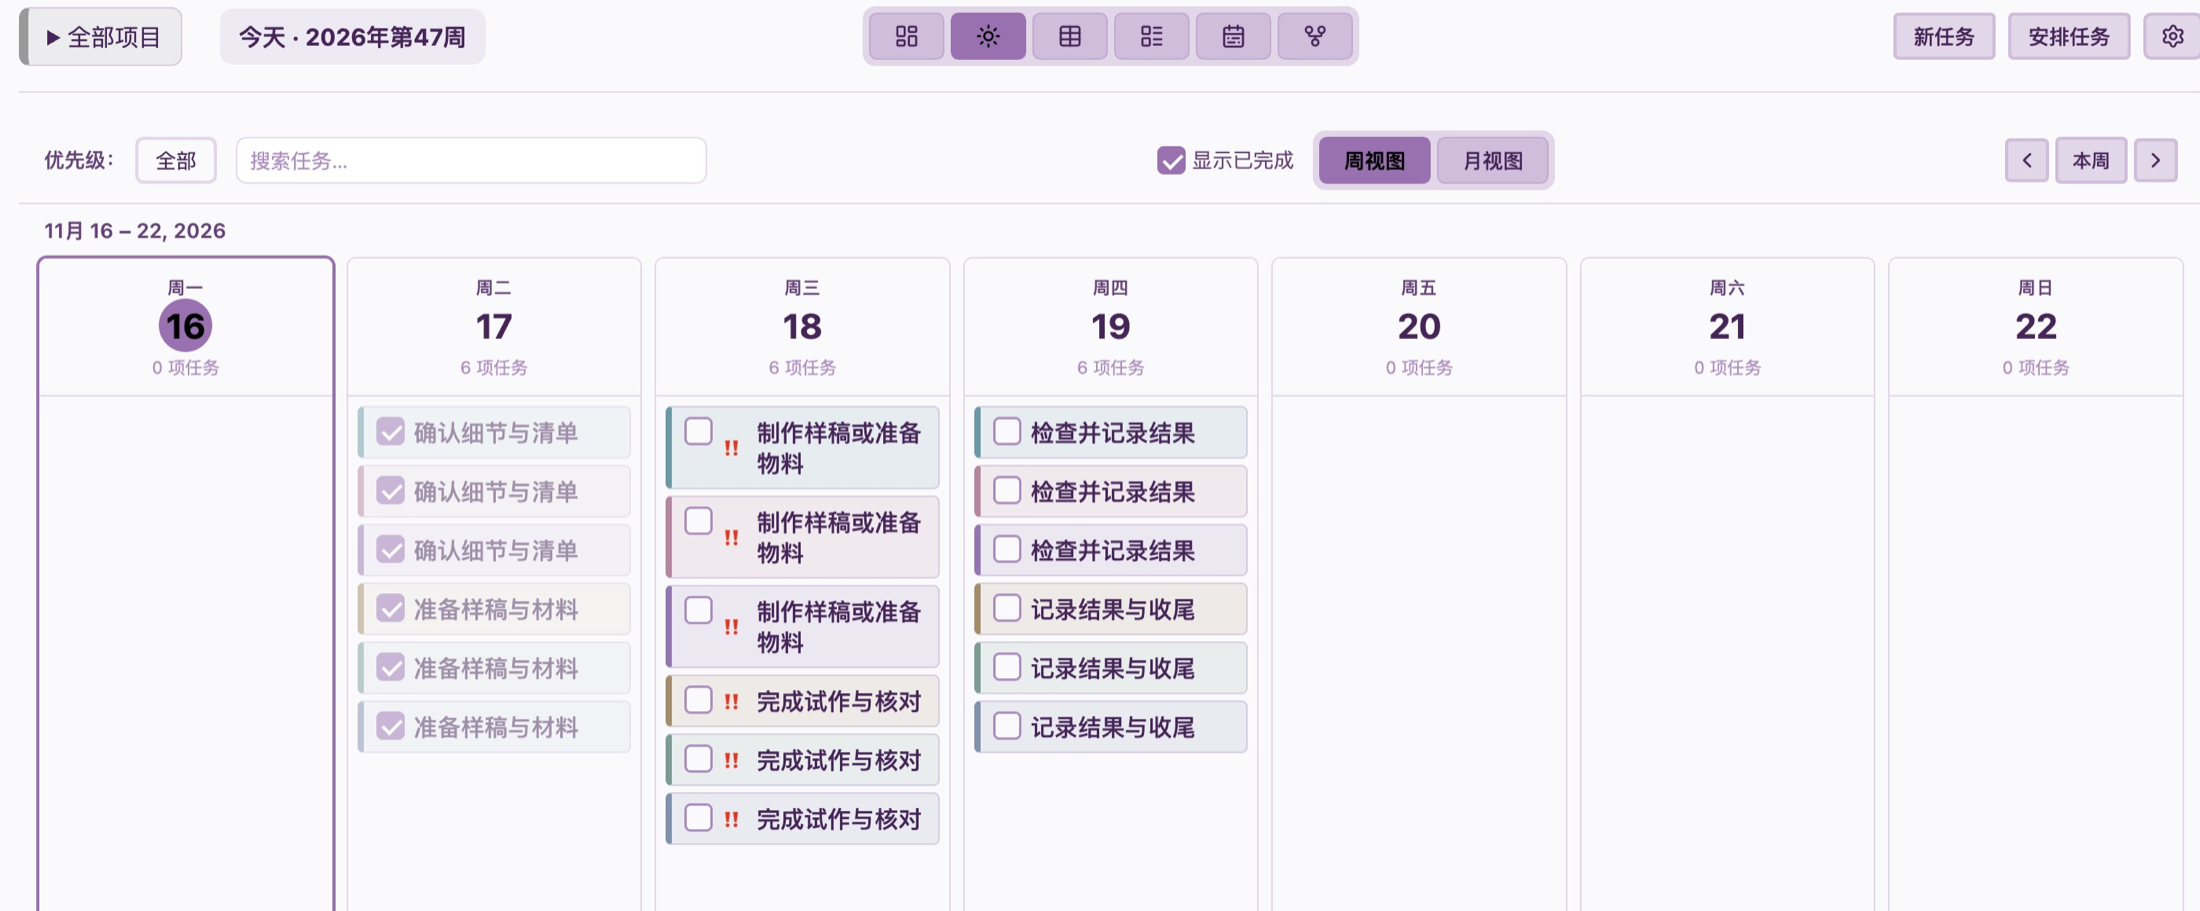 ▶ 全部项目
今天 · 2026年第47周
新任务
安排任务
优先级：
全部
搜索任务...
显示已完成
周视图
月视图
本周
11月 16 – 22, 2026
周一
16
0 项任务
周二
17
6 项任务
确认细节与清单
确认细节与清单
确认细节与清单
准备样稿与材料
准备样稿与材料
准备样稿与材料
周三
18
6 项任务
!! 制作样稿或准备
物料
!! 制作样稿或准备
物料
!! 制作样稿或准备
物料
!! 完成试作与核对
!! 完成试作与核对
!! 完成试作与核对
周四
19
6 项任务
检查并记录结果
检查并记录结果
检查并记录结果
记录结果与收尾
记录结果与收尾
记录结果与收尾
周五
20
0 项任务
周六
21
0 项任务
周日
22
0 项任务